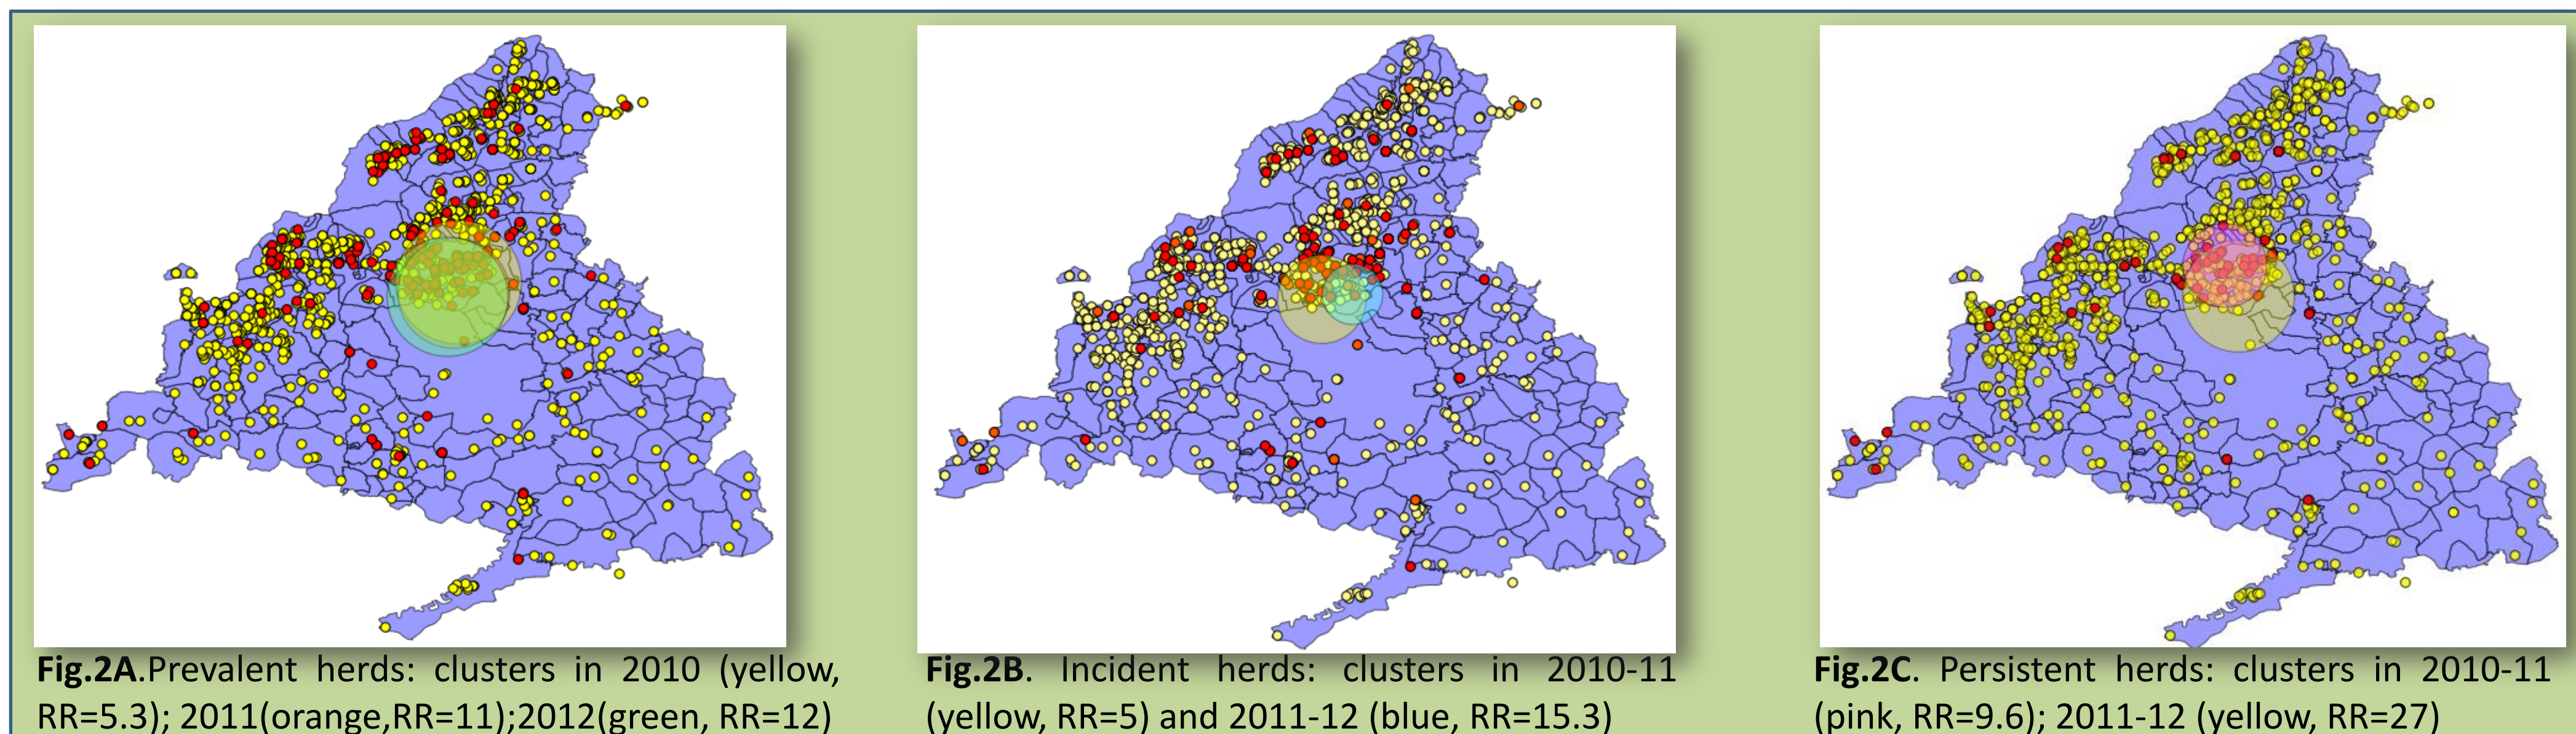 Fig.2A.Prevalent herds: clusters in 2010 (yellow,
RR=5.3); 2011(orange,RR=11);2012(green, RR=12)
Fig.2B. Incident herds: clusters in 2010-11
(yellow, RR=5) and 2011-12 (blue, RR=15.3)
Fig.2C. Persistent herds: clusters in 2010-11
(pink, RR=9.6); 2011-12 (yellow, RR=27)